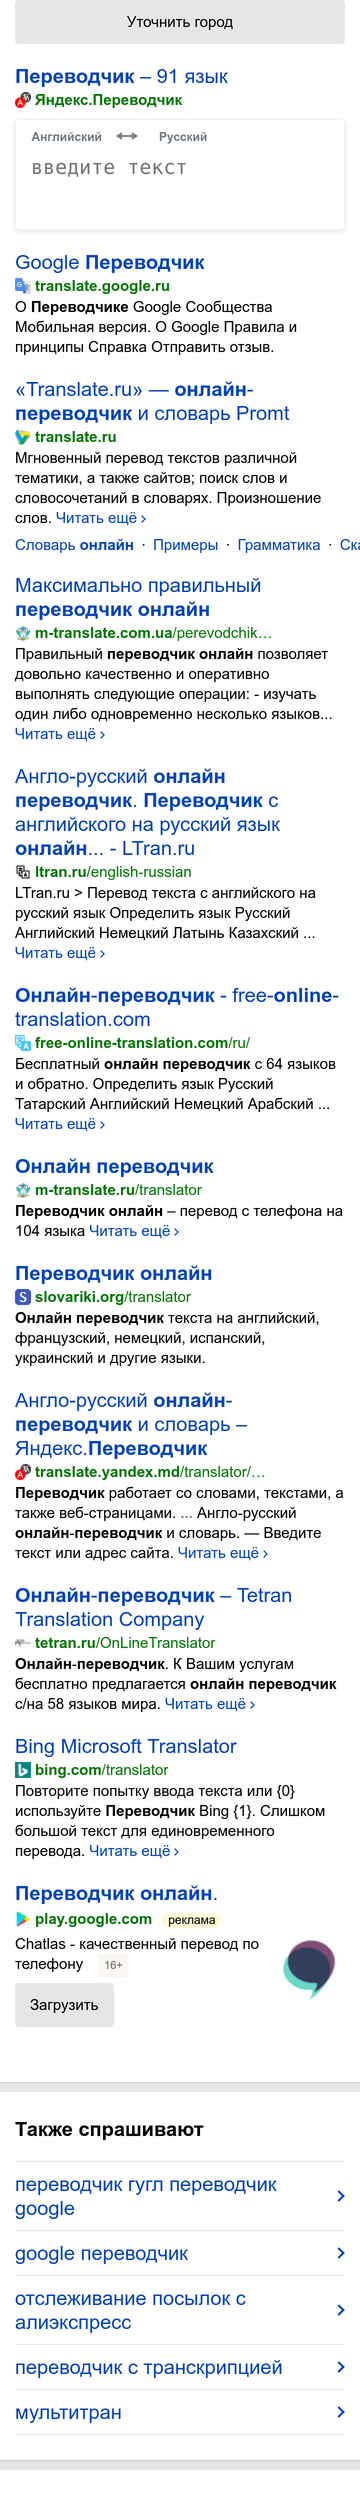 Уточнить город
Переводчик – 91 язык
Яндекс.Переводчик
Английский Русский
введите текст
Google Переводчик
translate.google.ru
О Переводчике Google Сообщества
Мобильная версия. О Google Правила и
принципы Справка Отправить отзыв.
«Translate.ru» — онлайн-
переводчик и словарь Promt
translate.ru
Мгновенный перевод текстов различной
тематики, а также сайтов; поиск слов и
словосочетаний в словарях. Произношение
слов. Читать ещё ›
Словарь онлайн · Примеры · Грамматика · Ска
Максимально правильный
переводчик онлайн
m-translate.com.ua/perevodchik…
Правильный переводчик онлайн позволяет
довольно качественно и оперативно
выполнять следующие операции: - изучать
один либо одновременно несколько языков...
Читать ещё ›
Англо-русский онлайн
переводчик. Переводчик с
английского на русский язык
онлайн... - LTran.ru
ltran.ru/english-russian
LTran.ru > Перевод текста с английского на
русский язык Определить язык Русский
Английский Немецкий Латынь Казахский ...
Читать ещё ›
Онлайн-переводчик - free-online-
translation.com
free-online-translation.com/ru/
Бесплатный онлайн переводчик с 64 языков
и обратно. Определить язык Русский
Татарский Английский Немецкий Арабский ...
Читать ещё ›
Онлайн переводчик
m-translate.ru/translator
Переводчик онлайн – перевод с телефона на
104 языка Читать ещё ›
Переводчик онлайн
slovariki.org/translator
Онлайн переводчик текста на английский,
французский, немецкий, испанский,
украинский и другие языки.
Англо-русский онлайн-
переводчик и словарь –
Яндекс.Переводчик
translate.yandex.md/translator/…
Переводчик работает со словами, текстами, а
также веб-страницами. ... Англо-русский
онлайн-переводчик и словарь. — Введите
текст или адрес сайта. Читать ещё ›
Онлайн-переводчик – Tetran
Translation Company
tetran.ru/OnLineTranslator
Онлайн-переводчик. К Вашим услугам
бесплатно предлагается онлайн переводчик
с/на 58 языков мира. Читать ещё ›
Bing Microsoft Translator
bing.com/translator
Повторите попытку ввода текста или {0}
используйте Переводчик Bing {1}. Слишком
большой текст для единовременного
перевода. Читать ещё ›
Переводчик онлайн.
play.google.com реклама
Chatlas - качественный перевод по
телефону 16+
Загрузить
Также спрашивают
переводчик гугл переводчик
google
google переводчик
отслеживание посылок с
алиэкспресс
переводчик с транскрипцией
мультитран